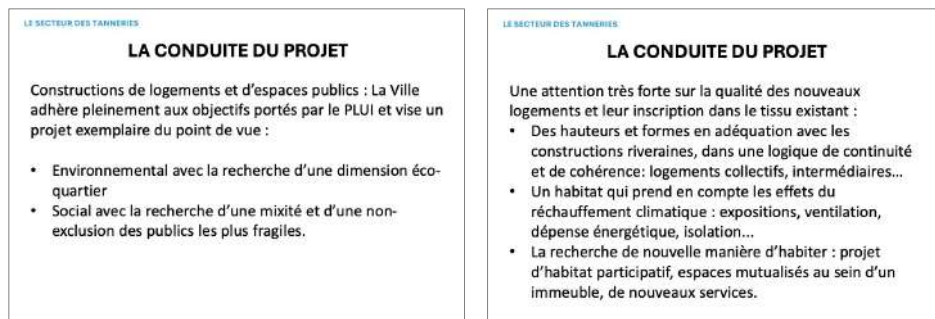 LE SECTEUR DES TANNERIES
LA CONDUITE DU PROJET
Constructions de logements et d'espaces publics : La Ville
adhère pleinement aux objectifs portés par le PLUI et vise un
projet exemplaire du point de vue :
• Environnemental avec la recherche d'une dimension éco-
quartier
• Social avec la recherche d'une mixité et d'une non-
exclusion des publics les plus fragiles.
LE SECTEUR DES TANNERIES
LA CONDUITE DU PROJET
Une attention très forte sur la qualité des nouveaux
logements et leur inscription dans le tissu existant :
• Des hauteurs et formes en adéquation avec les
constructions riveraines, dans une logique de continuité
et de cohérence: logements collectifs, intermédiaires...
• Un habitat qui prend en compte les effets du
réchauffement climatique : expositions, ventilation,
dépense énergétique, isolation...
• La recherche de nouvelle manière d'habiter : projet
d'habitat participatif, espaces mutualisés au sein d'un
immeuble, de nouveaux services.